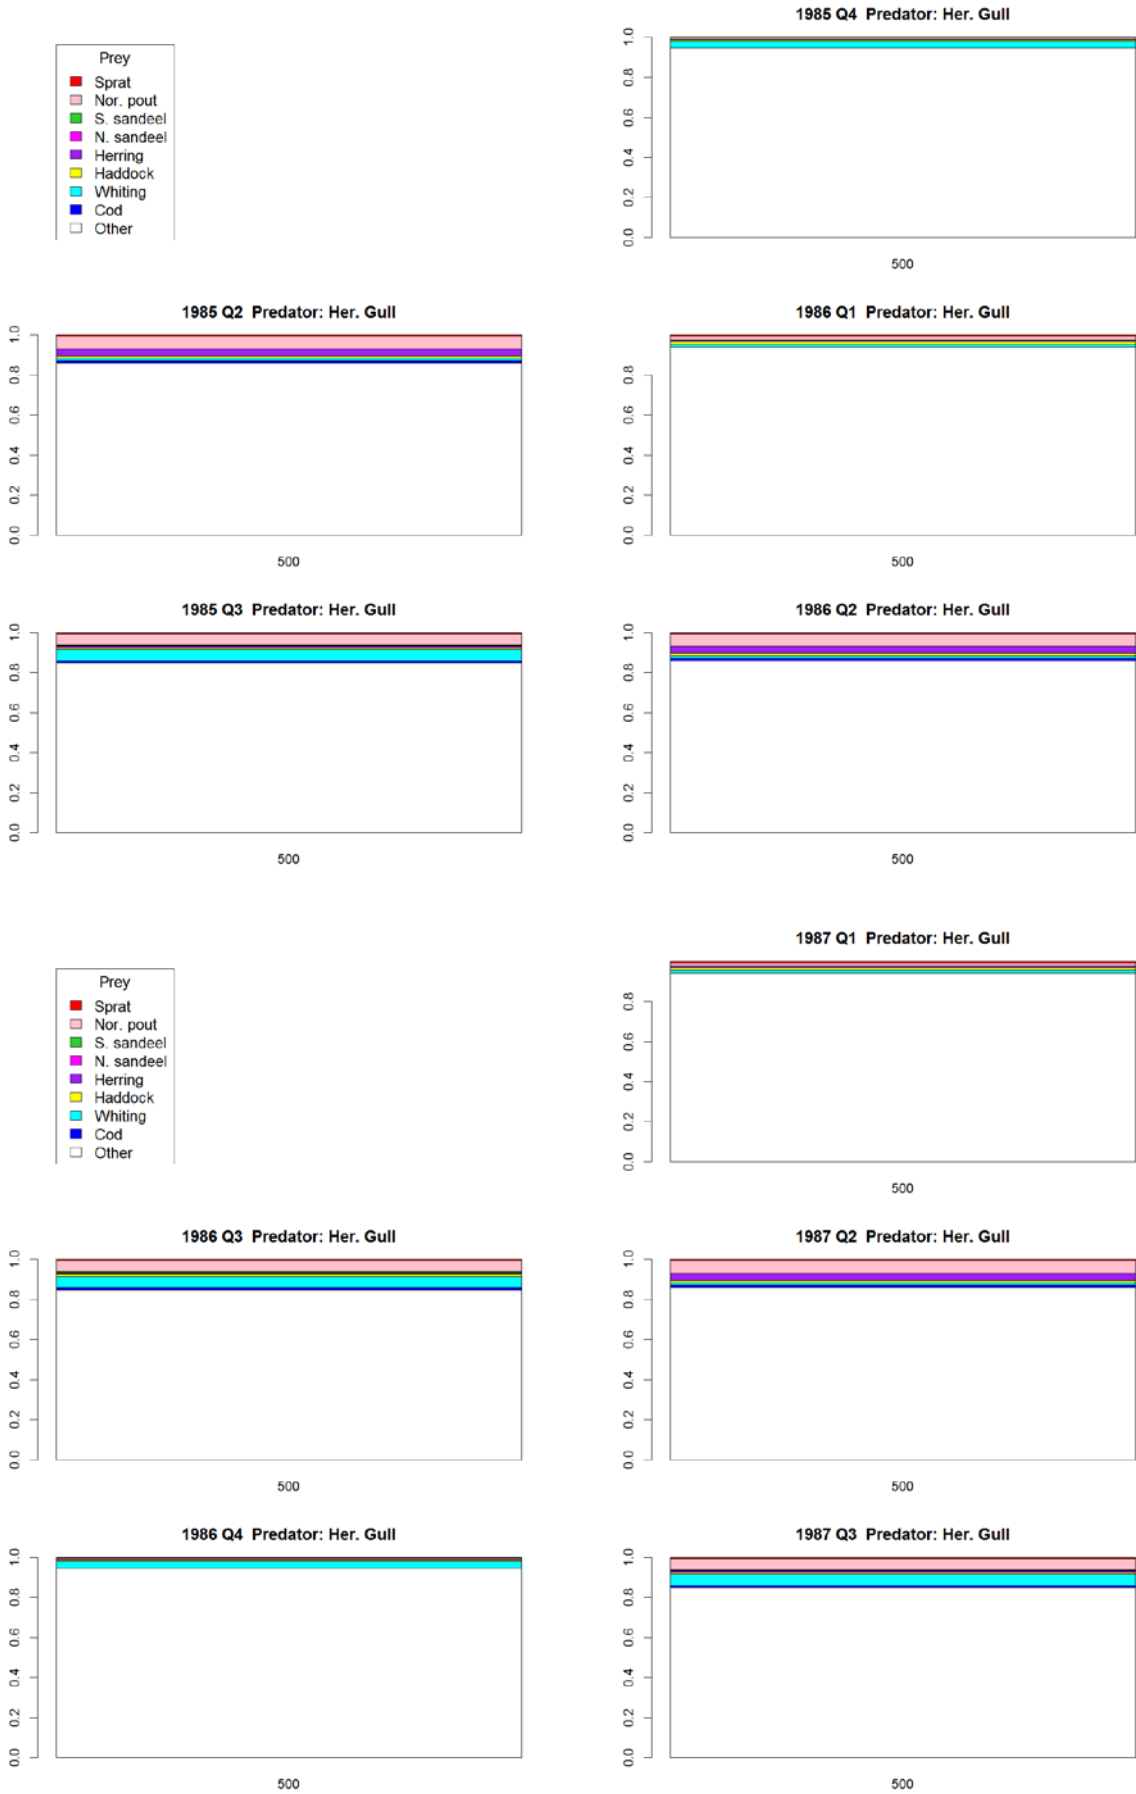 Prey
Sprat
Nor. pout
S. sandeel
N. sandeel
Herring
Haddock
Whiting
Cod
Other
1985 Q4 Predator: Her. Gull
1.0
0.8
0.6
0.4
0.2
0.0
500
1985 Q2 Predator: Her. Gull
1.0
0.8
0.6
0.4
0.2
0.0
500
1986 Q1 Predator: Her. Gull
0.8
0.6
0.4
0.2
0.0
500
1985 Q3 Predator: Her. Gull
1.0
0.8
0.6
0.4
0.2
0.0
500
1986 Q2 Predator: Her. Gull
1.0
0.8
0.6
0.4
0.2
0.0
500
Prey
Sprat
Nor. pout
S. sandeel
N. sandeel
Herring
Haddock
Whiting
Cod
Other
1987 Q1 Predator: Her. Gull
0.8
0.6
0.4
0.2
0.0
500
1986 Q3 Predator: Her. Gull
1.0
0.8
0.6
0.4
0.2
0.0
500
1987 Q2 Predator: Her. Gull
1.0
0.8
0.6
0.4
0.2
0.0
500
1986 Q4 Predator: Her. Gull
1.0
0.8
0.6
0.4
0.2
0.0
500
1987 Q3 Predator: Her. Gull
1.0
0.8
0.6
0.4
0.2
0.0
500